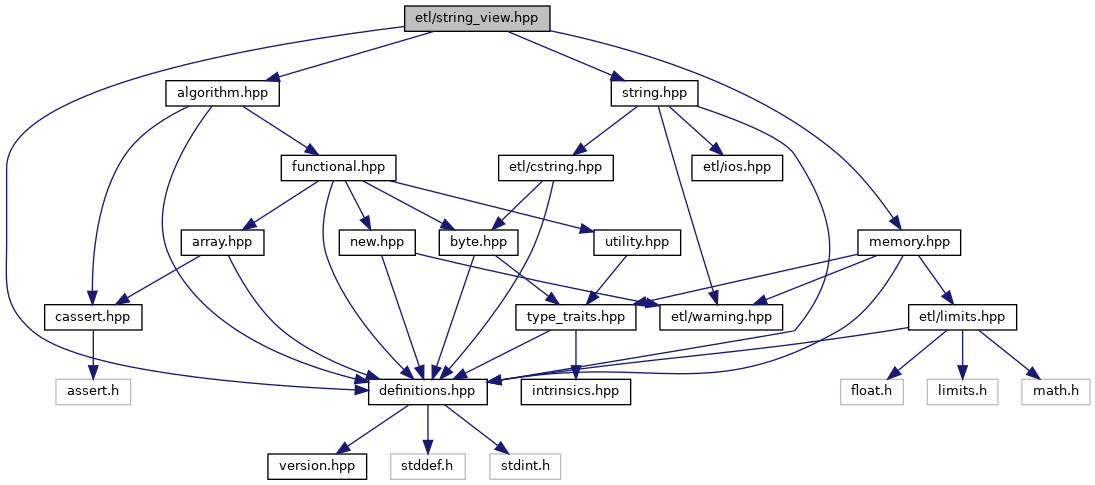 etl/string_view.hpp
algorithm.hpp
string.hpp
functional.hpp
etl/cstring.hpp
etl/ios.hpp
array.hpp
new.hpp
byte.hpp
utility.hpp
memory.hpp
cassert.hpp
type_traits.hpp
etl/warning.hpp
etl/limits.hpp
assert.h
definitions.hpp
intrinsics.hpp
float.h
limits.h
math.h
version.hpp
stddef.h
stdint.h